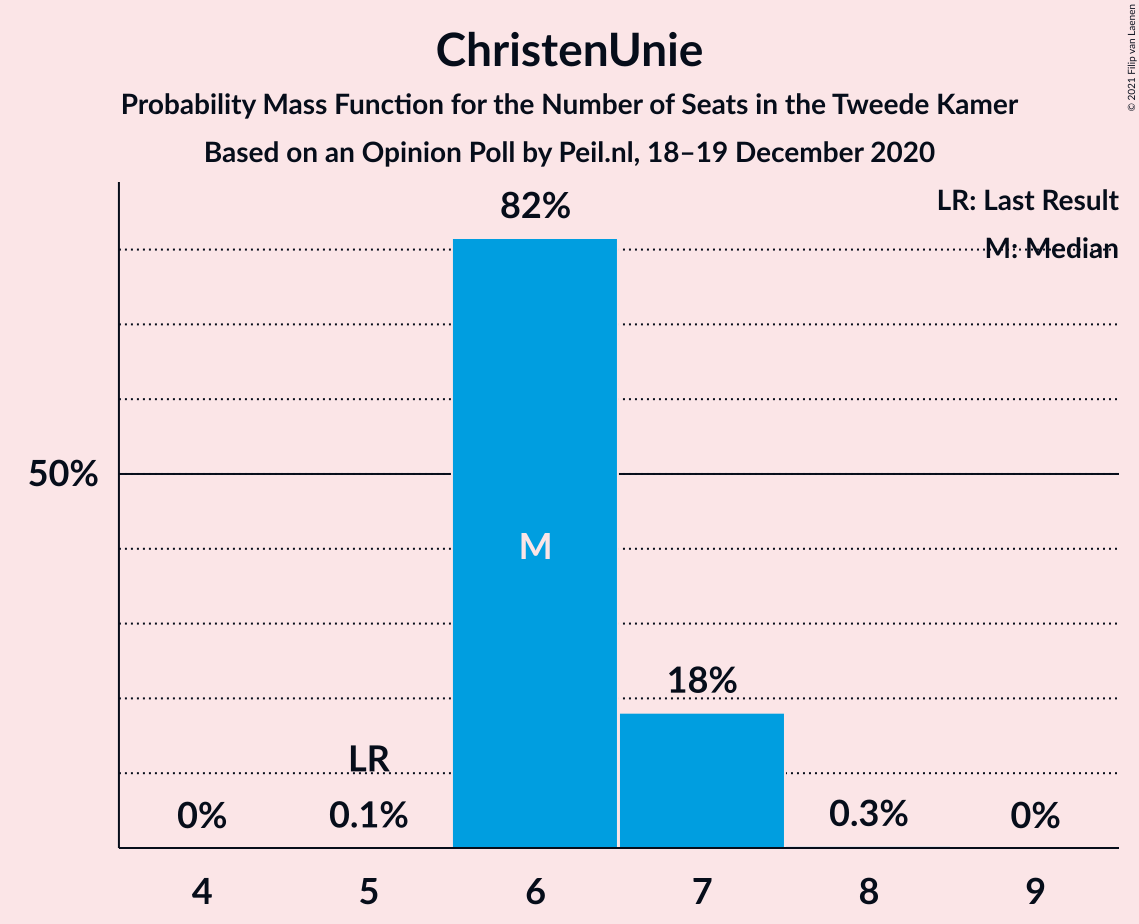 ChristenUnie
Probability Mass Function for the Number of Seats in the Tweede Kamer
Based on an Opinion Poll by Peil.nl, 18–19 December 2020
© 2021 Filip van Laenen
LR: Last Result
M: Median
82%
50%
M
18%
LR
0%
0.1%
0.3%
0%
4
5
6
7
8
9